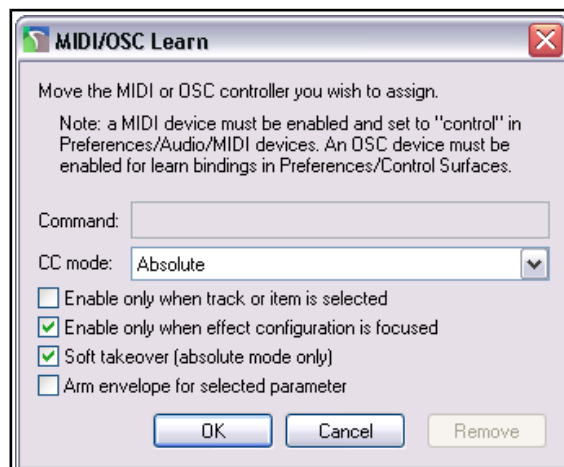 MIDI/OSC Learn
Move the MIDI or OSC controller you wish to assign.
Note: a MIDI device must be enabled and set to "control" in
Preferences/Audio/MIDI devices. An OSC device must be
enabled for learn bindings in Preferences/Control Surfaces.
Command:
CC mode: Absolute
Enable only when track or item is selected
Enable only when effect configuration is focused
Soft takeover (absolute mode only)
Arm envelope for selected parameter
OK Cancel Remove